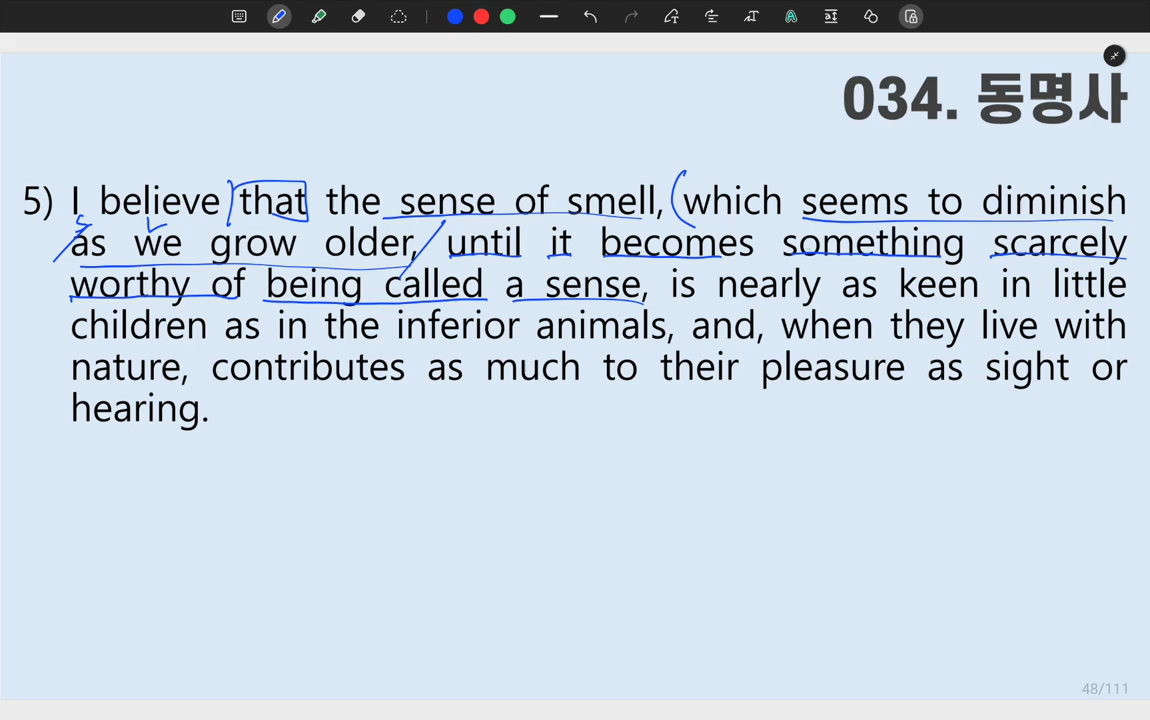 034. 동명사
5) I believe that the sense of smell, which seems to diminish
as we grow older, until it becomes something scarcely
worthy of being called a sense, is nearly as keen in little
children as in the inferior animals, and, when they live with
nature, contributes as much to their pleasure as sight or
hearing.
48/111